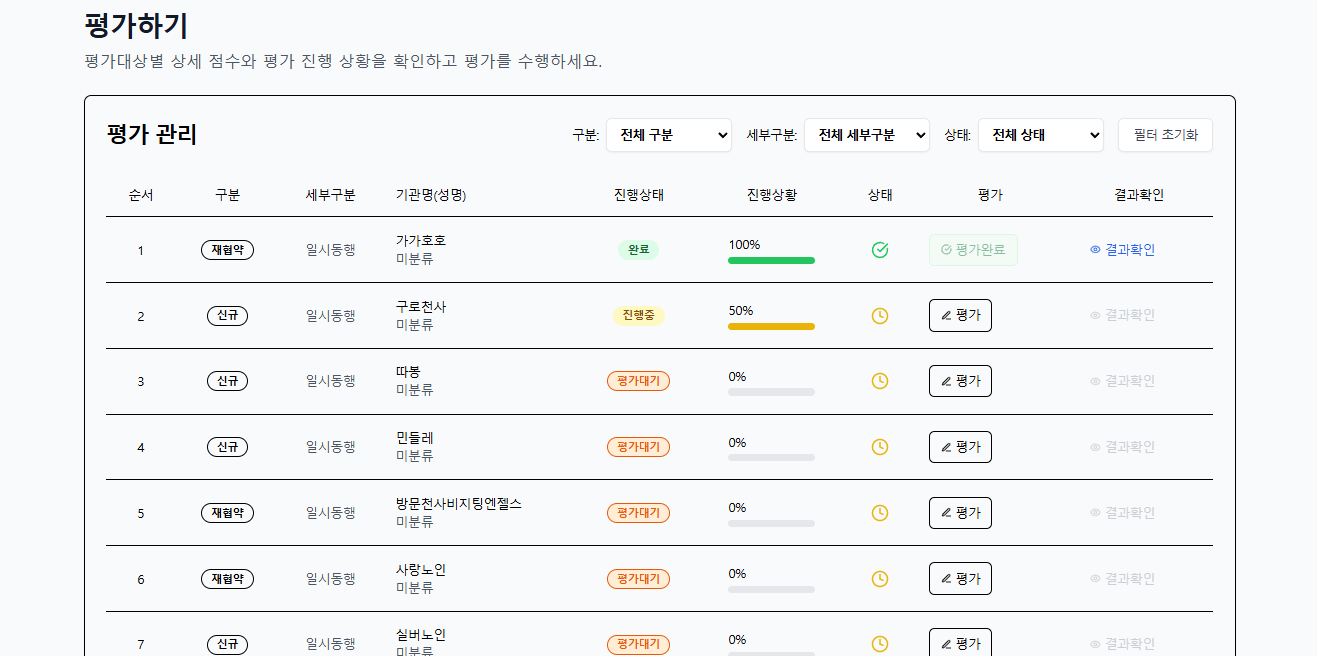 평가하기
평가대상별 상세 점수와 평가 진행 상황을 확인하고 평가를 수행하세요.
평가 관리
구분: 전체 구분 세부구분: 전체 세부구분 상태: 전체 상태 필터 초기화
순서 구분 세부구분 기관명(성명) 진행상태 진행상황 상태 평가 결과확인
1 재협약 일시동행 가가호호 완료 100% 평가완료 결과확인
미분류
2 신규 일시동행 구로천사 진행중 50% 평가 결과확인
미분류
3 신규 일시동행 따봉 평가대기 0% 평가 결과확인
미분류
4 신규 일시동행 민들레 평가대기 0% 평가 결과확인
미분류
5 재협약 일시동행 방문천사비지팅엔젤스 평가대기 0% 평가 결과확인
미분류
6 재협약 일시동행 사랑노인 평가대기 0% 평가 결과확인
미분류
7 신규 일시동행 실버노인 평가대기 0% 평가 결과확인
미분류